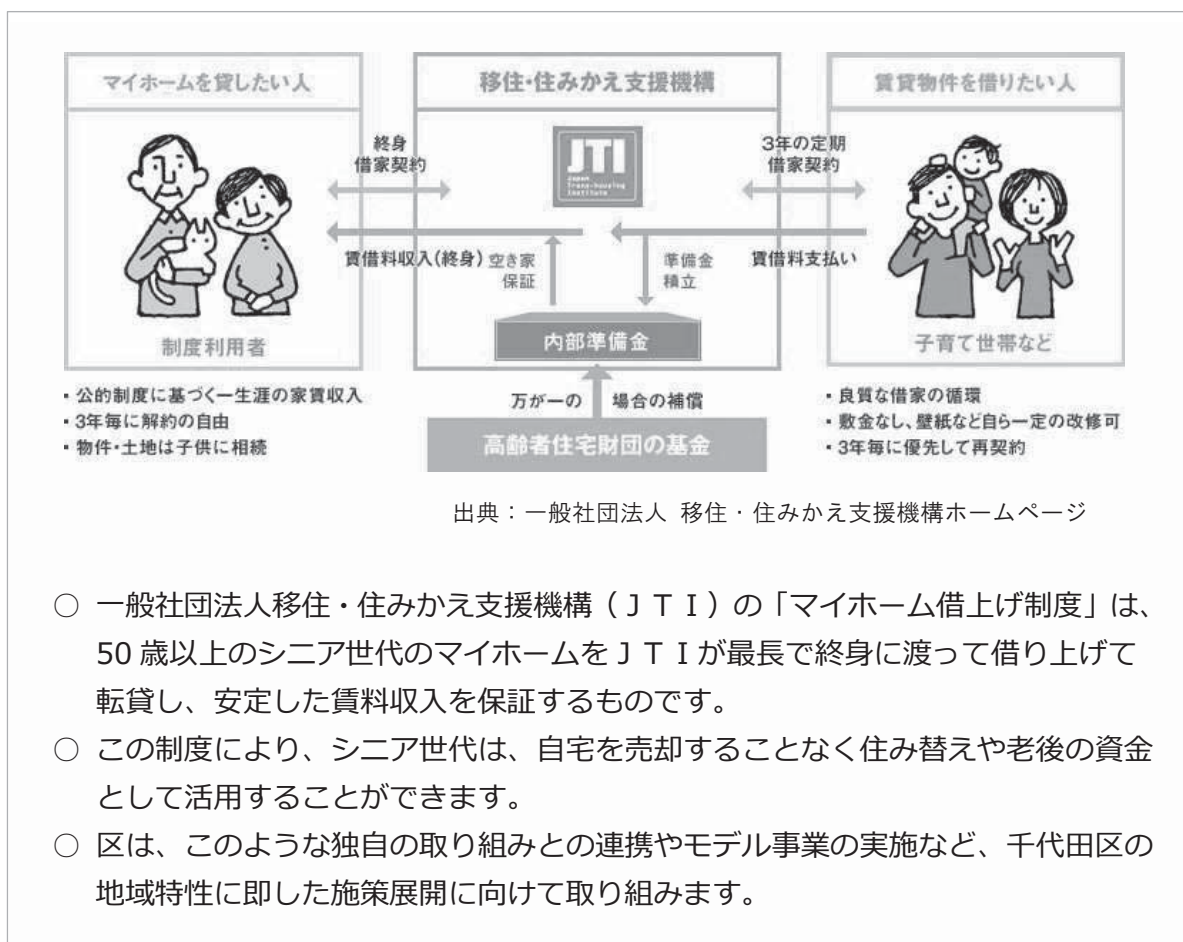 マイホームを貸したい人
移住・住みかえ支援機構
賃貸物件を借りたい人
終身
借家契約
JTI
Japan
Trans-housing
Institute
3年の定期
借家契約
賃借料収入(終身)
空き家
保証
準備金
積立
賃借料支払い
制度利用者
内部準備金
子育て世帯など
・公的制度に基づく一生涯の家賃収入
・3年毎に解約の自由
・物件・土地は子供に相続
万が一の 場合の補償
高齢者住宅財団の基金
・良質な借家の循環
・敷金なし、壁紙など自ら一定の改修可
・3年毎に優先して再契約
出典：一般社団法人 移住・住みかえ支援機構ホームページ
○ 一般社団法人移住・住みかえ支援機構（ＪＴＩ）の「マイホーム借上げ制度」は、
50 歳以上のシニア世代のマイホームをＪＴＩが最長で終身に渡って借り上げて
転貸し、安定した賃料収入を保証するものです。
○ この制度により、シニア世代は、自宅を売却することなく住み替えや老後の資金
として活用することができます。
○ 区は、このような独自の取り組みとの連携やモデル事業の実施など、千代田区の
地域特性に即した施策展開に向けて取り組みます。